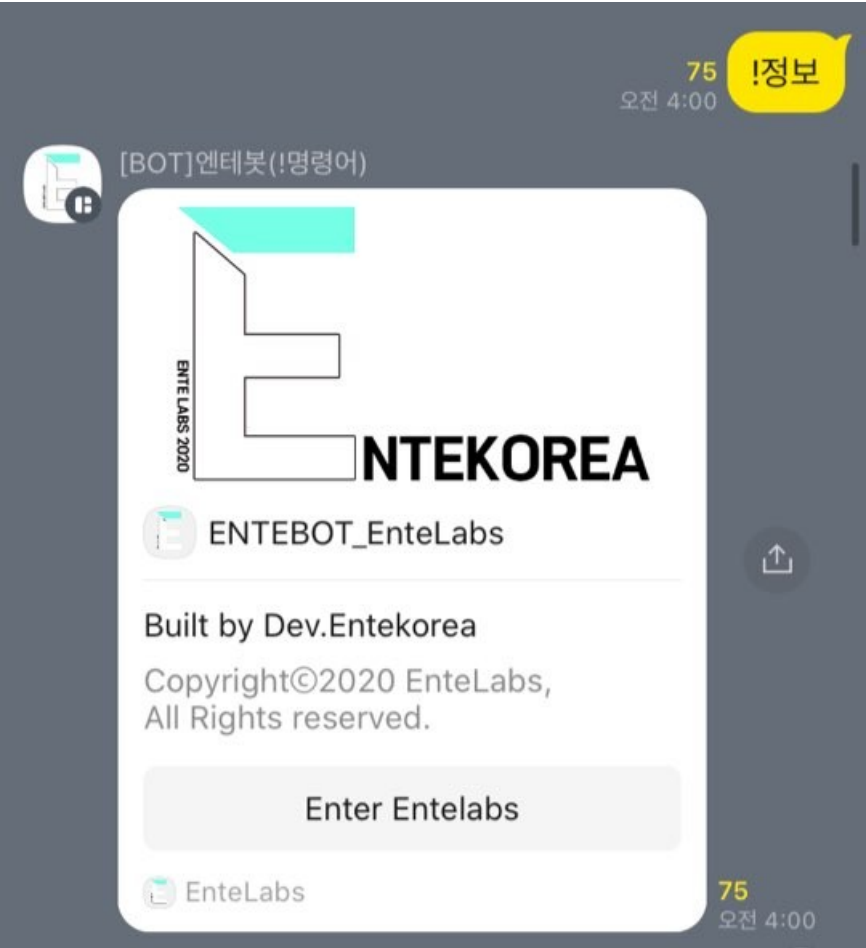 75
!정보
오전 4:00
[BOT]엔테봇(!명령어)
ENTE LABS 2020
ENTEKOREA
ENTEBOT_EnteLabs
Built by Dev.Entekorea
Copyright©2020 EnteLabs,
All Rights reserved.
Enter Entelabs
EnteLabs
75
오전 4:00